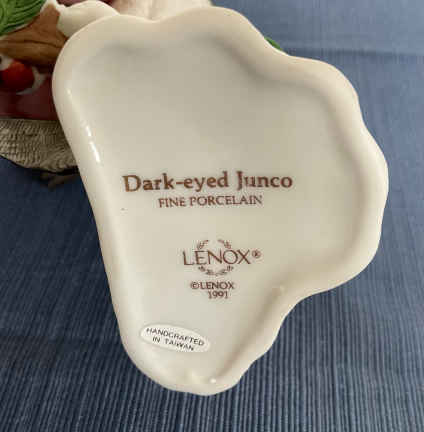 Dark-eyed Junco
FINE PORCELAIN
LENOX®
©LENOX
1991
HANDCRAFTED
IN TAIWAN